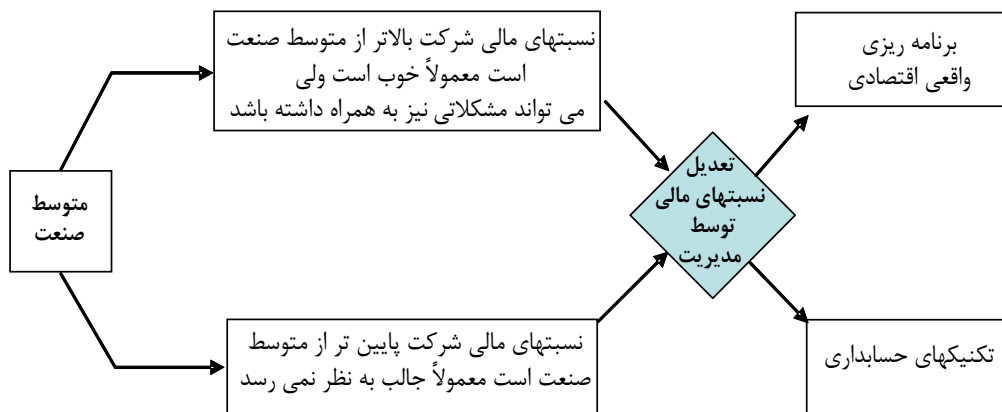 متوسط
صنعت
نسبتهای مالی شرکت بالاتر از متوسط صنعت
است معمولاً خوب است ولی
می تواند مشکلاتی نیز به همراه داشته باشد
نسبتهای مالی شرکت پایین تر از متوسط
صنعت است معمولاً جالب به نظر نمی رسد
تعدیل
نسبتهای مالی
توسط
مدیریت
برنامه ریزی
واقعی اقتصادی
تکنیکهای حسابداری